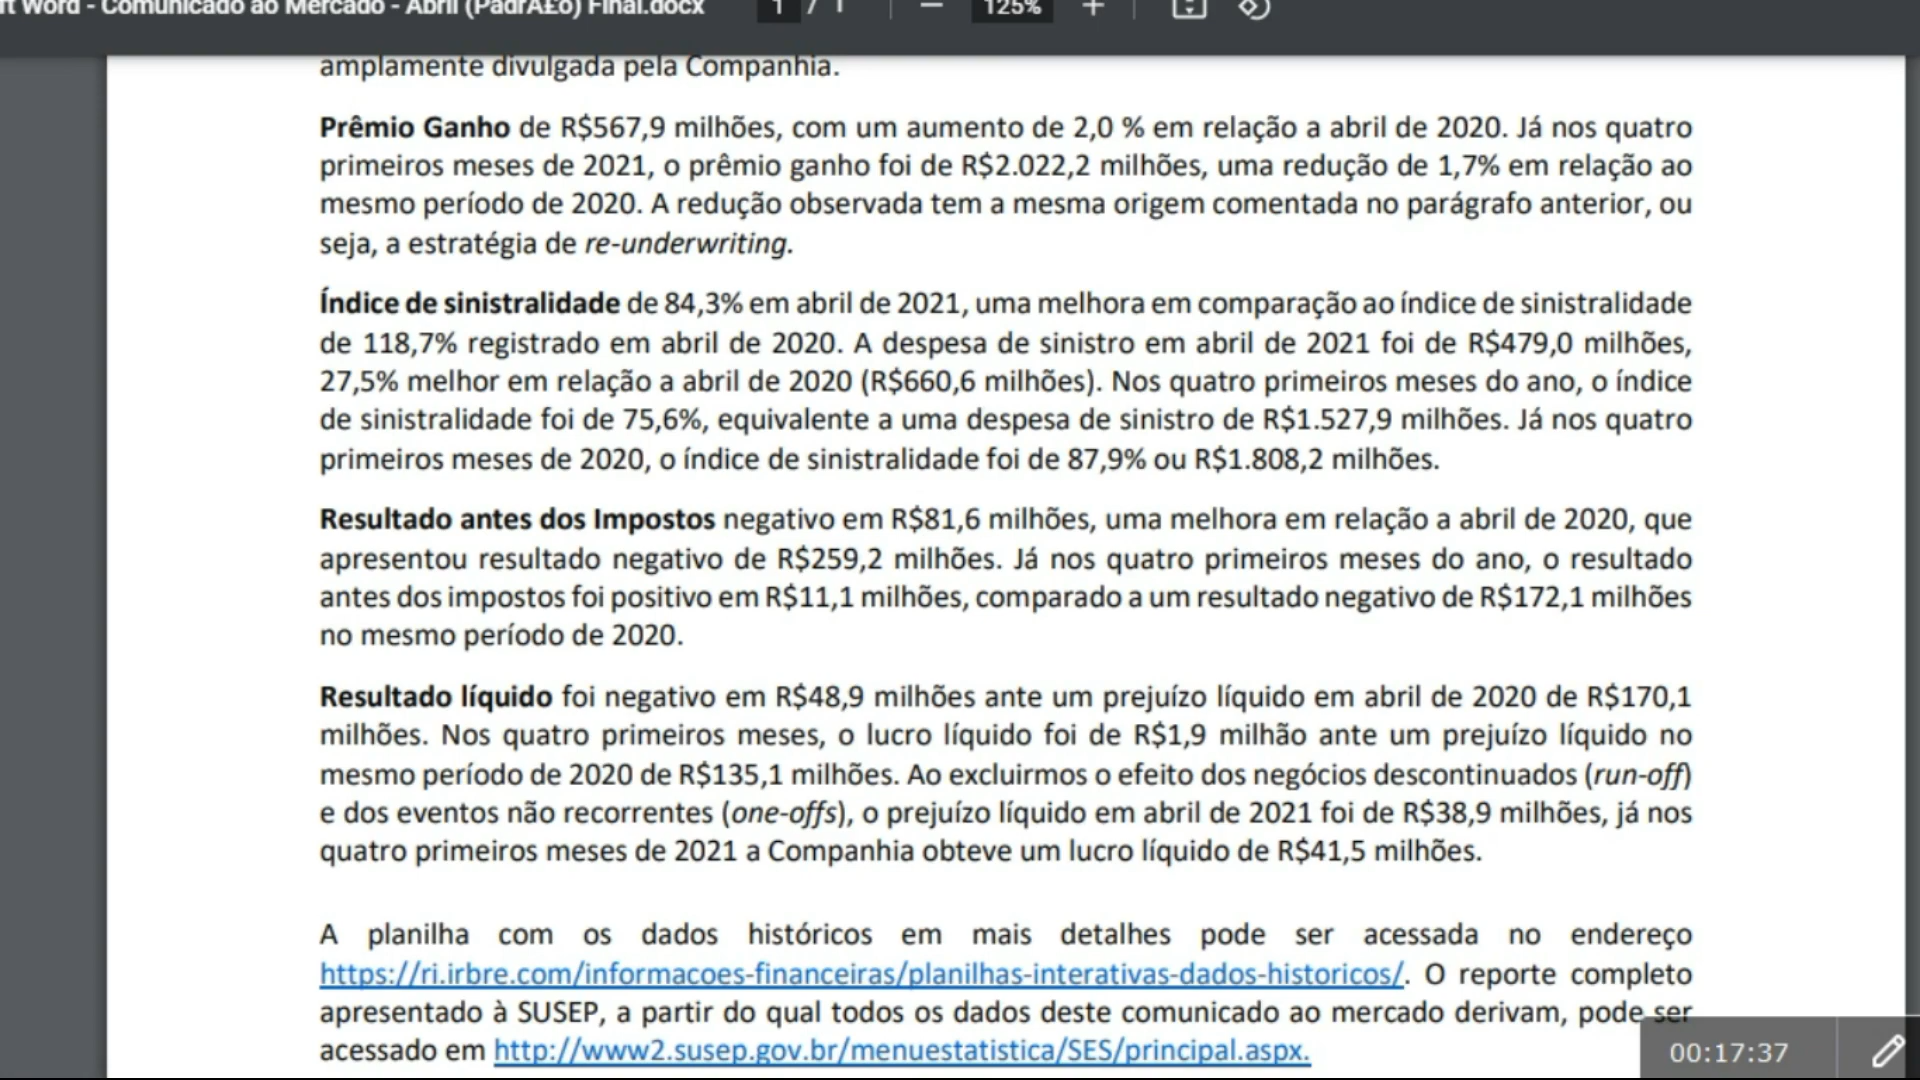 ft Word - Comunicado ao Mercado - Abril (PadrÃ£o) Final.docx 1 / 1 125%
amplamente divulgada pela Companhia.
Prêmio Ganho de R$567,9 milhões, com um aumento de 2,0 % em relação a abril de 2020. Já nos quatro
primeiros meses de 2021, o prêmio ganho foi de R$2.022,2 milhões, uma redução de 1,7% em relação ao
mesmo período de 2020. A redução observada tem a mesma origem comentada no parágrafo anterior, ou
seja, a estratégia de re-underwriting.
Índice de sinistralidade de 84,3% em abril de 2021, uma melhora em comparação ao índice de sinistralidade
de 118,7% registrado em abril de 2020. A despesa de sinistro em abril de 2021 foi de R$479,0 milhões,
27,5% melhor em relação a abril de 2020 (R$660,6 milhões). Nos quatro primeiros meses do ano, o índice
de sinistralidade foi de 75,6%, equivalente a uma despesa de sinistro de R$1.527,9 milhões. Já nos quatro
primeiros meses de 2020, o índice de sinistralidade foi de 87,9% ou R$1.808,2 milhões.
Resultado antes dos Impostos negativo em R$81,6 milhões, uma melhora em relação a abril de 2020, que
apresentou resultado negativo de R$259,2 milhões. Já nos quatro primeiros meses do ano, o resultado
antes dos impostos foi positivo em R$11,1 milhões, comparado a um resultado negativo de R$172,1 milhões
no mesmo período de 2020.
Resultado líquido foi negativo em R$48,9 milhões ante um prejuízo líquido em abril de 2020 de R$170,1
milhões. Nos quatro primeiros meses, o lucro líquido foi de R$1,9 milhão ante um prejuízo líquido no
mesmo período de 2020 de R$135,1 milhões. Ao excluirmos o efeito dos negócios descontinuados (run-off)
e dos eventos não recorrentes (one-offs), o prejuízo líquido em abril de 2021 foi de R$38,9 milhões, já nos
quatro primeiros meses de 2021 a Companhia obteve um lucro líquido de R$41,5 milhões.
A planilha com os dados históricos em mais detalhes pode ser acessada no endereço
https://ri.irbre.com/informacoes-financeiras/planilhas-interativas-dados-historicos/. O reporte completo
apresentado à SUSEP, a partir do qual todos os dados deste comunicado ao mercado derivam, pode ser
acessado em http://www2.susep.gov.br/menuestatistica/SES/principal.aspx.
00:17:37